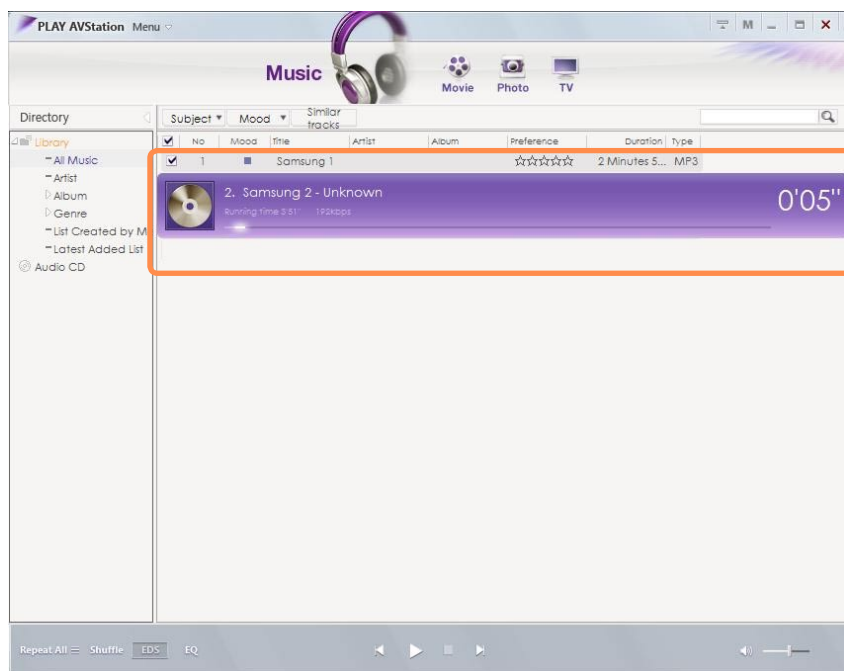 PLAY AVStation Menu
M
Music
Movie Photo TV
Directory
Subject Mood Similar tracks
Library
All Music
Artist
Album
Genre
List Created by M
Latest Added List
Audio CD
No Mood Title Artist Album Preference Duration Type
1 Samsung 1 2 Minutes 5... MP3
2. Samsung 2 - Unknown
Running time 3'51" 192Kbps
0'05"
Repeat All Shuffle EDS EQ